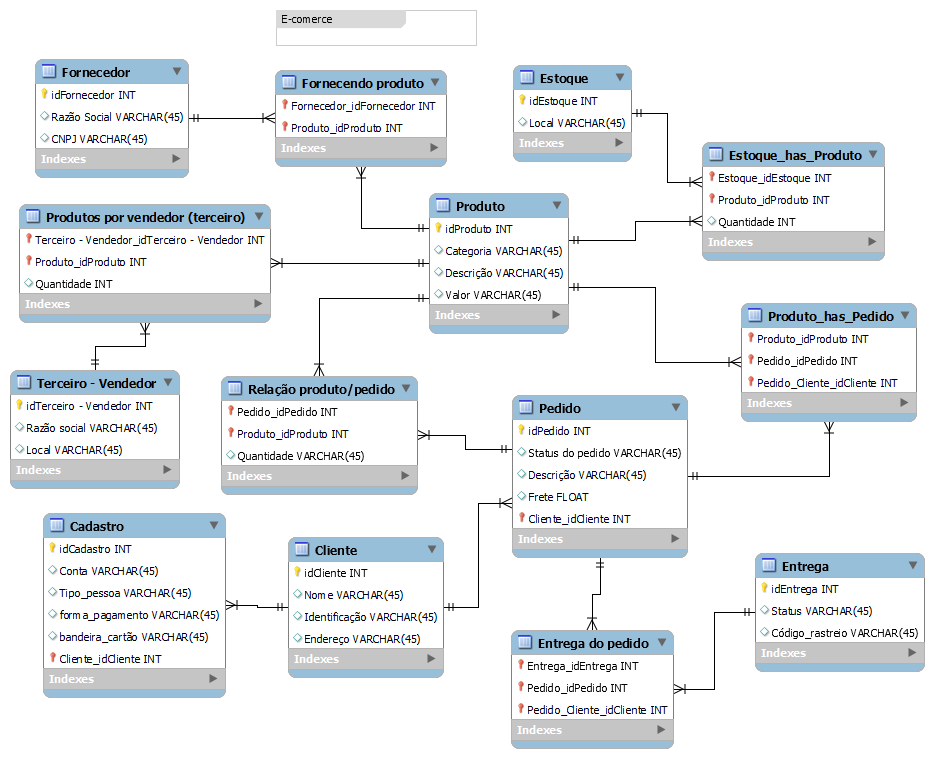 E-comerce
Fornecedor
idFornecedor INT
Razão Social VARCHAR(45)
CNPJ VARCHAR(45)
Indexes
Fornecendo produto
Fornecedor_idFornecedor INT
Produto_idProduto INT
Indexes
Estoque
idEstoque INT
Local VARCHAR(45)
Indexes
Estoque_has_Produto
Estoque_idEstoque INT
Produto_idProduto INT
Quantidade INT
Indexes
Produtos por vendedor (terceiro)
Terceiro - Vendedor_idTerceiro - Vendedor INT
Produto_idProduto INT
Quantidade INT
Indexes
Produto
idProduto INT
Categoria VARCHAR(45)
Descrição VARCHAR(45)
Valor VARCHAR(45)
Indexes
Produto_has_Pedido
Produto_idProduto INT
Pedido_idPedido INT
Pedido_Cliente_idCliente INT
Indexes
Terceiro - Vendedor
idTerceiro - Vendedor INT
Razão social VARCHAR(45)
Local VARCHAR(45)
Indexes
Relação produto/pedido
Pedido_idPedido INT
Produto_idProduto INT
Quantidade VARCHAR(45)
Indexes
Pedido
idPedido INT
Status do pedido VARCHAR(45)
Descrição VARCHAR(45)
Frete FLOAT
Cliente_idCliente INT
Indexes
Cadastro
idCadastro INT
Conta VARCHAR(45)
Tipo_pessoa VARCHAR(45)
forma_pagamento VARCHAR(45)
bandeira_cartão VARCHAR(45)
Cliente_idCliente INT
Indexes
Cliente
idCliente INT
Nome VARCHAR(45)
Identificação VARCHAR(45)
Endereço VARCHAR(45)
Indexes
Entrega
idEntrega INT
Status VARCHAR(45)
Código_rastreio VARCHAR(45)
Indexes
Entrega do pedido
Entrega_idEntrega INT
Pedido_idPedido INT
Pedido_Cliente_idCliente INT
Indexes